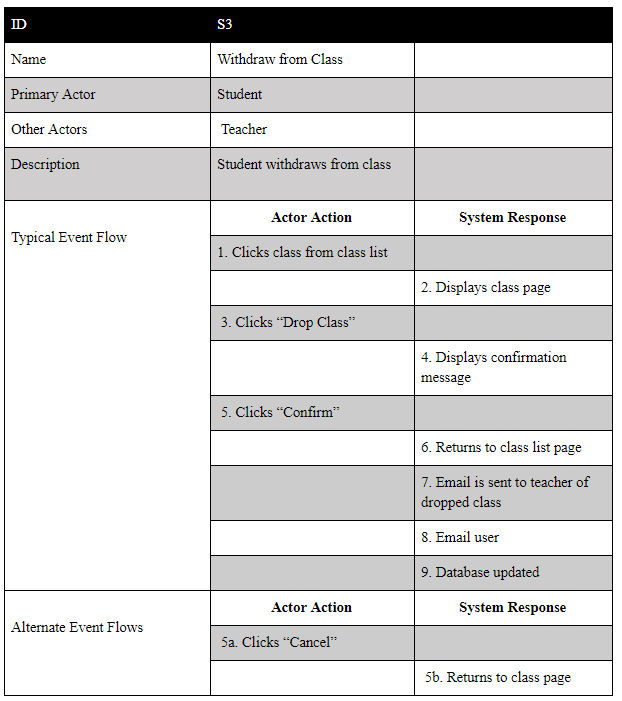 ID S3
Name Withdraw from Class
Primary Actor Student
Other Actors Teacher
Description Student withdraws from class
Typical Event Flow
Actor Action System Response
1. Clicks class from class list
2. Displays class page
3. Clicks “Drop Class”
4. Displays confirmation
message
5. Clicks “Confirm”
6. Returns to class list page
7. Email is sent to teacher of
dropped class
8. Email user
9. Database updated
Alternate Event Flows
Actor Action System Response
5a. Clicks “Cancel”
5b. Returns to class page